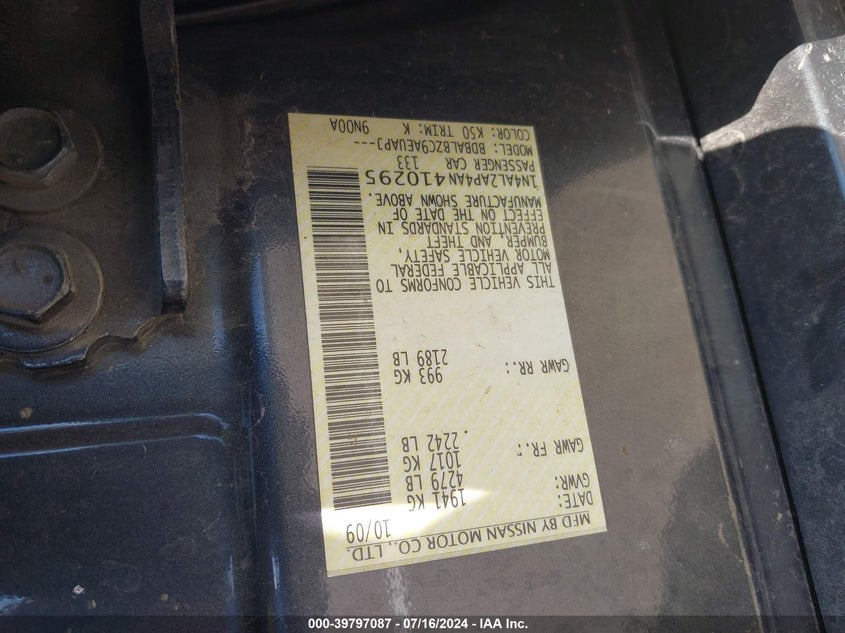 MFD BY NISSAN MOTOR CO., LTD.
DATE: 10/09
GVWR: 1941 KG
4279 LB
GAWR FR.: 1017 KG
2242 LB
GAWR RR.: 993 KG
2189 LB
THIS VEHICLE CONFORMS TO
ALL APPLICABLE FEDERAL
MOTOR VEHICLE SAFETY,
BUMPER, AND THEFT
PREVENTION STANDARDS IN
EFFECT ON THE DATE OF
MANUFACTURE SHOWN ABOVE.
1N4AL2AP4AN410295
PASSENGER CAR 133
MODEL: BDBALB2C9AEUAPJ---
COLOR: K50 TRIM: K 9N00A
000-39797087 - 07/16/2024 - IAA Inc.